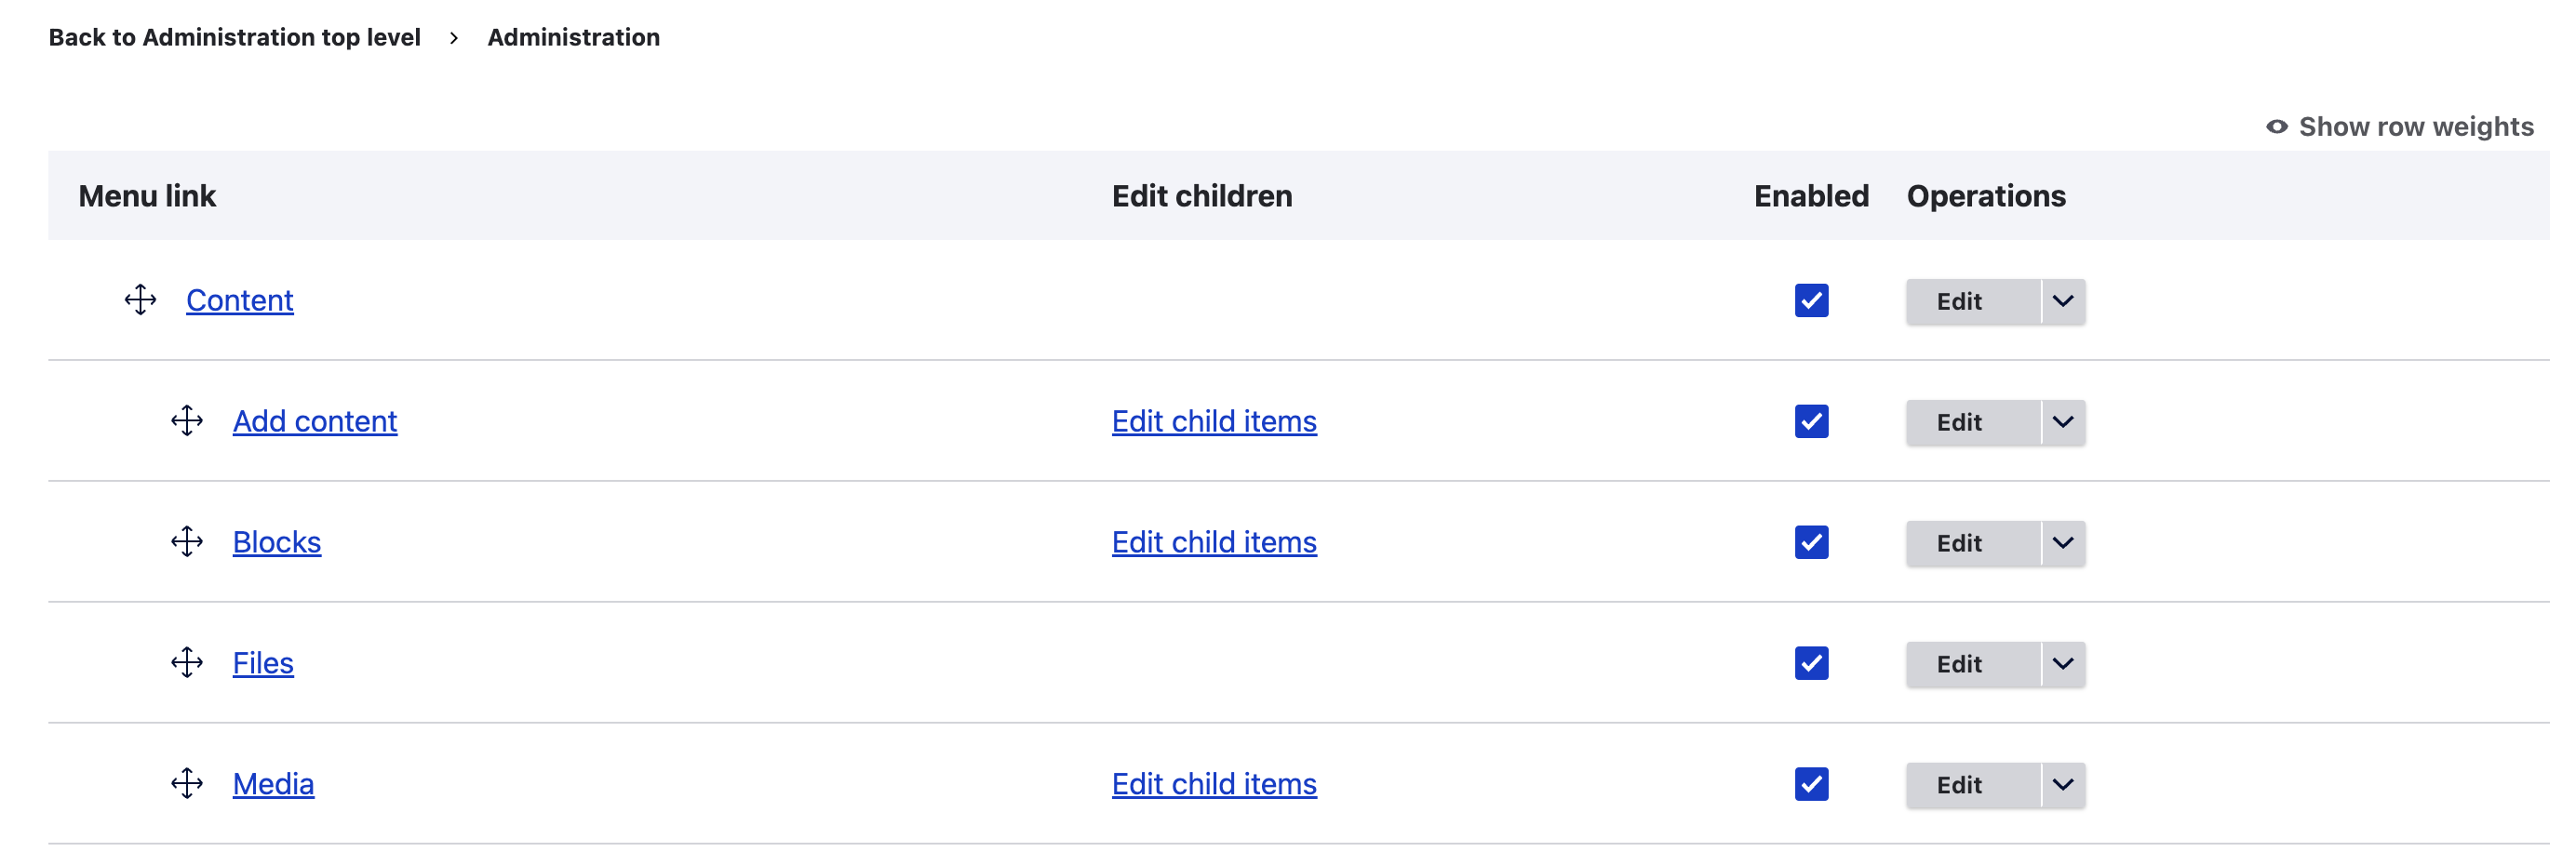 Back to Administration top level > Administration
Show row weights
Menu link Edit children Enabled Operations
Content Edit
Add content Edit child items Edit
Blocks Edit child items Edit
Files Edit
Media Edit child items Edit